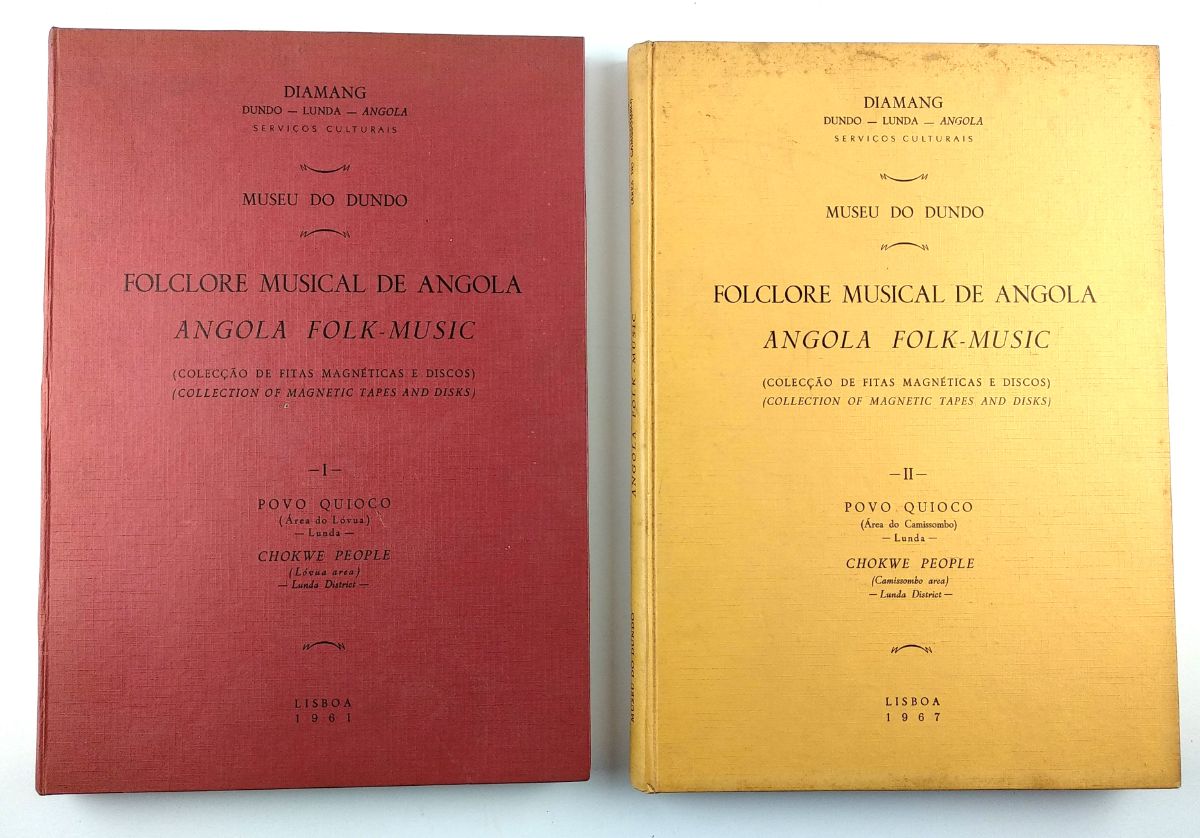 DIAMANG
DUNDO — LUNDA — ANGOLA
SERVIÇOS CULTURAIS
MUSEU DO DUNDO
FOLCLORE MUSICAL DE ANGOLA
ANGOLA FOLK-MUSIC
(COLECÇÃO DE FITAS MAGNÉTICAS E DISCOS)
(COLLECTION OF MAGNETIC TAPES AND DISKS)
— I —
POVO QUIOCO
(Área do Lóvua)
— Lunda —
CHOKWE PEOPLE
(Lóvua area)
— Lunda District —
LISBOA
1961
ANGOLA FOLK-MUSIC
MUSEU DO DUNDO
DIAMANG
DUNDO — LUNDA — ANGOLA
SERVIÇOS CULTURAIS
MUSEU DO DUNDO
FOLCLORE MUSICAL DE ANGOLA
ANGOLA FOLK-MUSIC
(COLECÇÃO DE FITAS MAGNÉTICAS E DISCOS)
(COLLECTION OF MAGNETIC TAPES AND DISKS)
— II —
POVO QUIOCO
(Área do Camissombo)
— Lunda —
CHOKWE PEOPLE
(Camissombo area)
— Lunda District —
LISBOA
1967